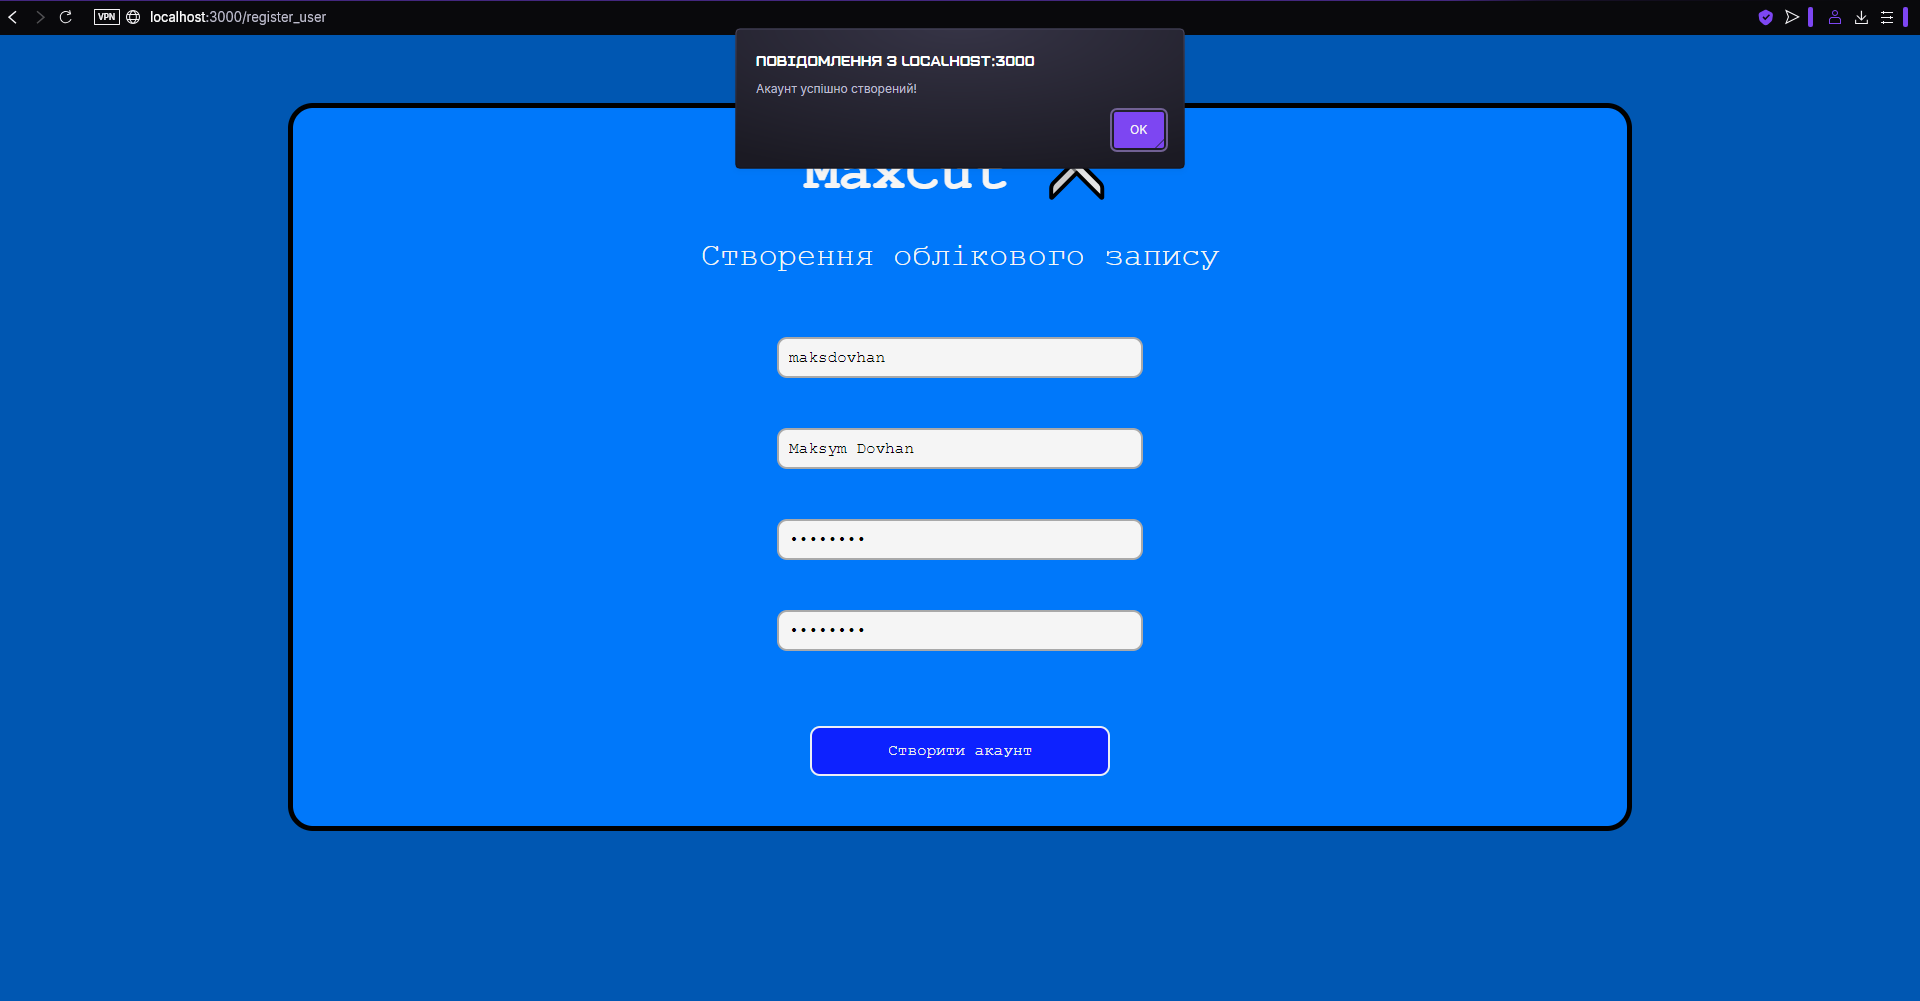 VPN
localhost:3000/register_user
ПОВІДОМЛЕННЯ З LOCALHOST:3000
Акаунт успішно створений!
OK
MaxCut
Створення облікового запису
maksdovhan
Maksym Dovhan
••••••••
••••••••
Створити акаунт